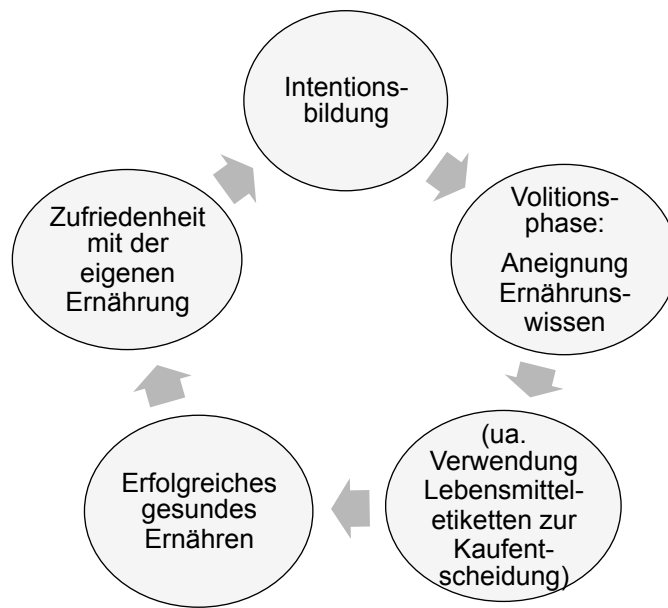 Intentions-
bildung
Volitions-
phase:
Aneignung
Ernähruns-
wissen
(ua.
Verwendung
Lebensmittel-
etiketten zur
Kaufent-
scheidung)
Erfolgreiches
gesundes
Ernähren
Zufriedenheit
mit der
eigenen
Ernährung